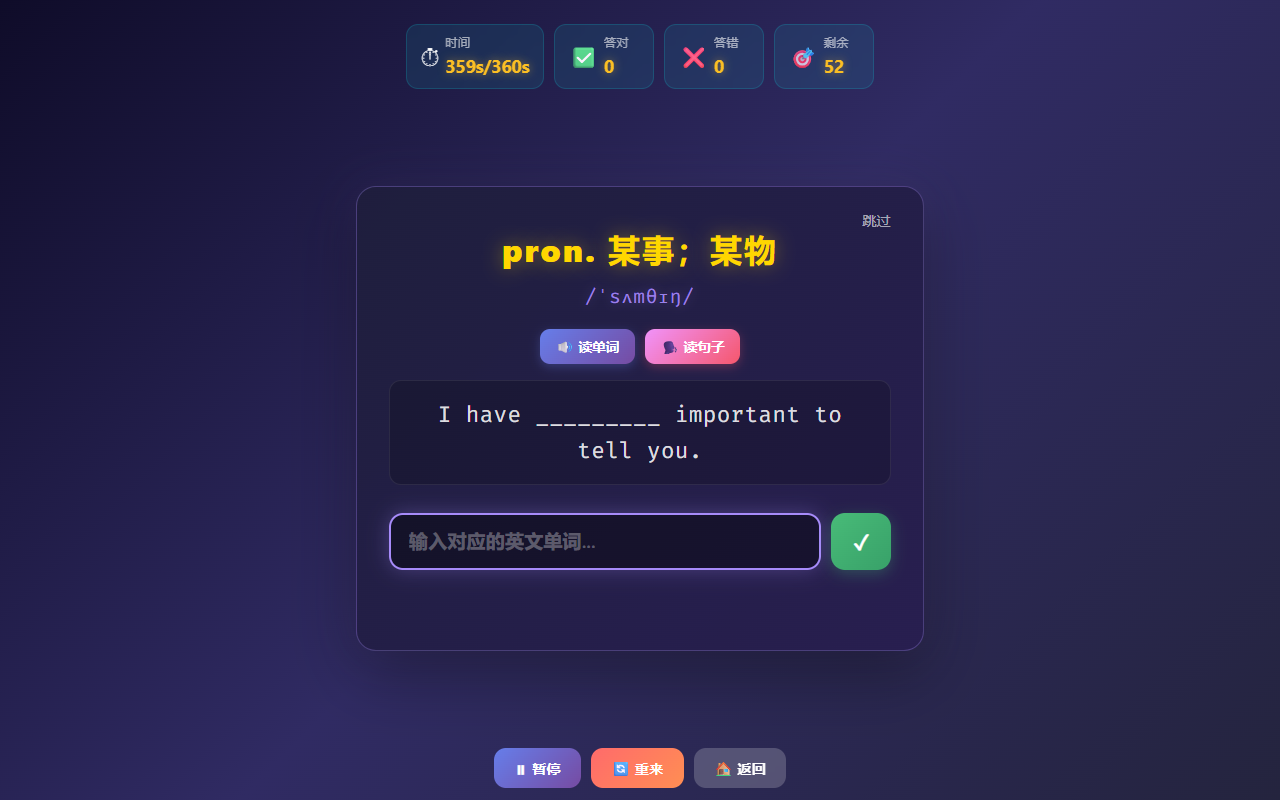 时间
359s/360s
答对
0
答错
0
剩余
52
跳过
pron. 某事；某物
/ˈsʌmθɪŋ/
读单词
读句子
I have _________ important to
tell you.
输入对应的英文单词...
暂停
重来
返回